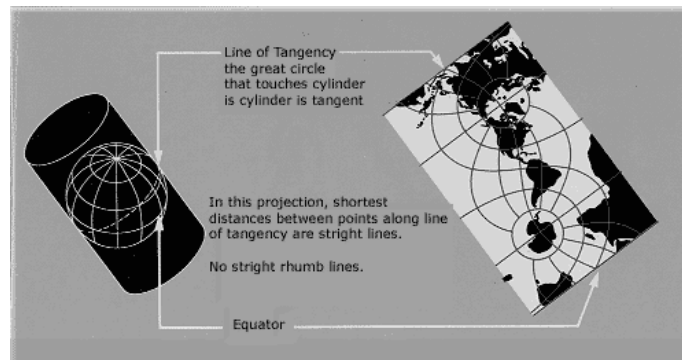 Line of Tangency
the great circle
that touches cylinder
is cylinder is tangent
In this projection, shortest
distances between points along line
of tangency are stright lines.
No stright rhumb lines.
Equator